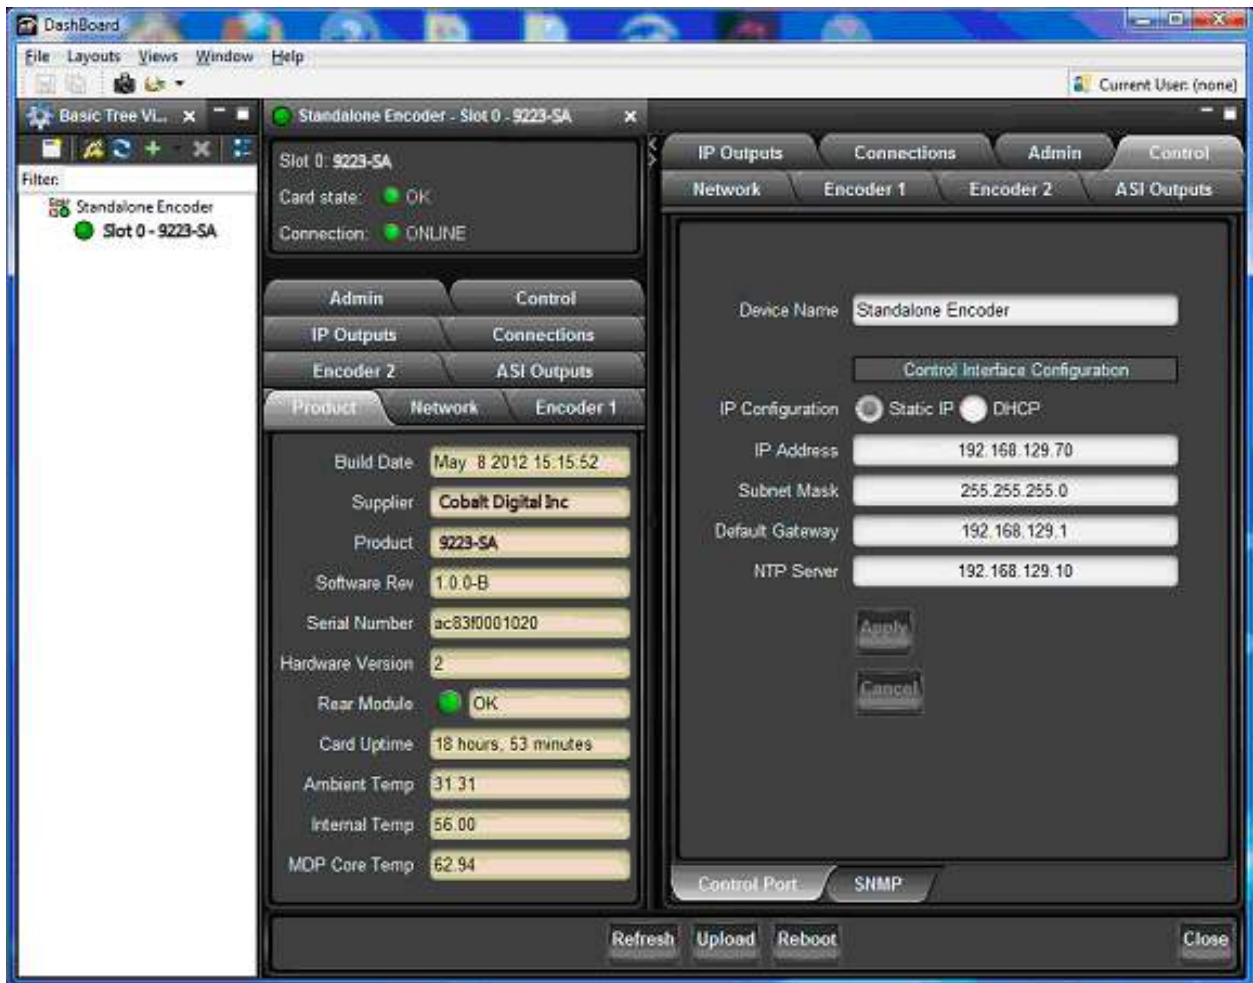 DashBoard
File Layouts Views Window Help
Current User: (none)
Basic Tree Vi...
Filter:
Standalone Encoder
Slot 0 - 9223-SA
Standalone Encoder - Slot 0 - 9223-SA
Slot 0: 9223-SA
Card state: OK
Connection: ONLINE
Admin Control
IP Outputs Connections
Encoder 2 ASI Outputs
Product Network Encoder 1
Build Date May 8 2012 15:15:52
Supplier Cobalt Digital Inc
Product 9223-SA
Software Rev 1.0.0-B
Serial Number ac83f0001020
Hardware Version 2
Rear Module OK
Card Uptime 18 hours, 53 minutes
Ambient Temp 31.31
Internal Temp 56.00
MDP Core Temp 62.94
IP Outputs Connections Admin Control
Network Encoder 1 Encoder 2 ASI Outputs
Device Name Standalone Encoder
Control Interface Configuration
IP Configuration Static IP DHCP
IP Address 192.168.129.70
Subnet Mask 255.255.255.0
Default Gateway 192.168.129.1
NTP Server 192.168.129.10
Apply
Cancel
Control Port SNMP
Refresh Upload Reboot Close